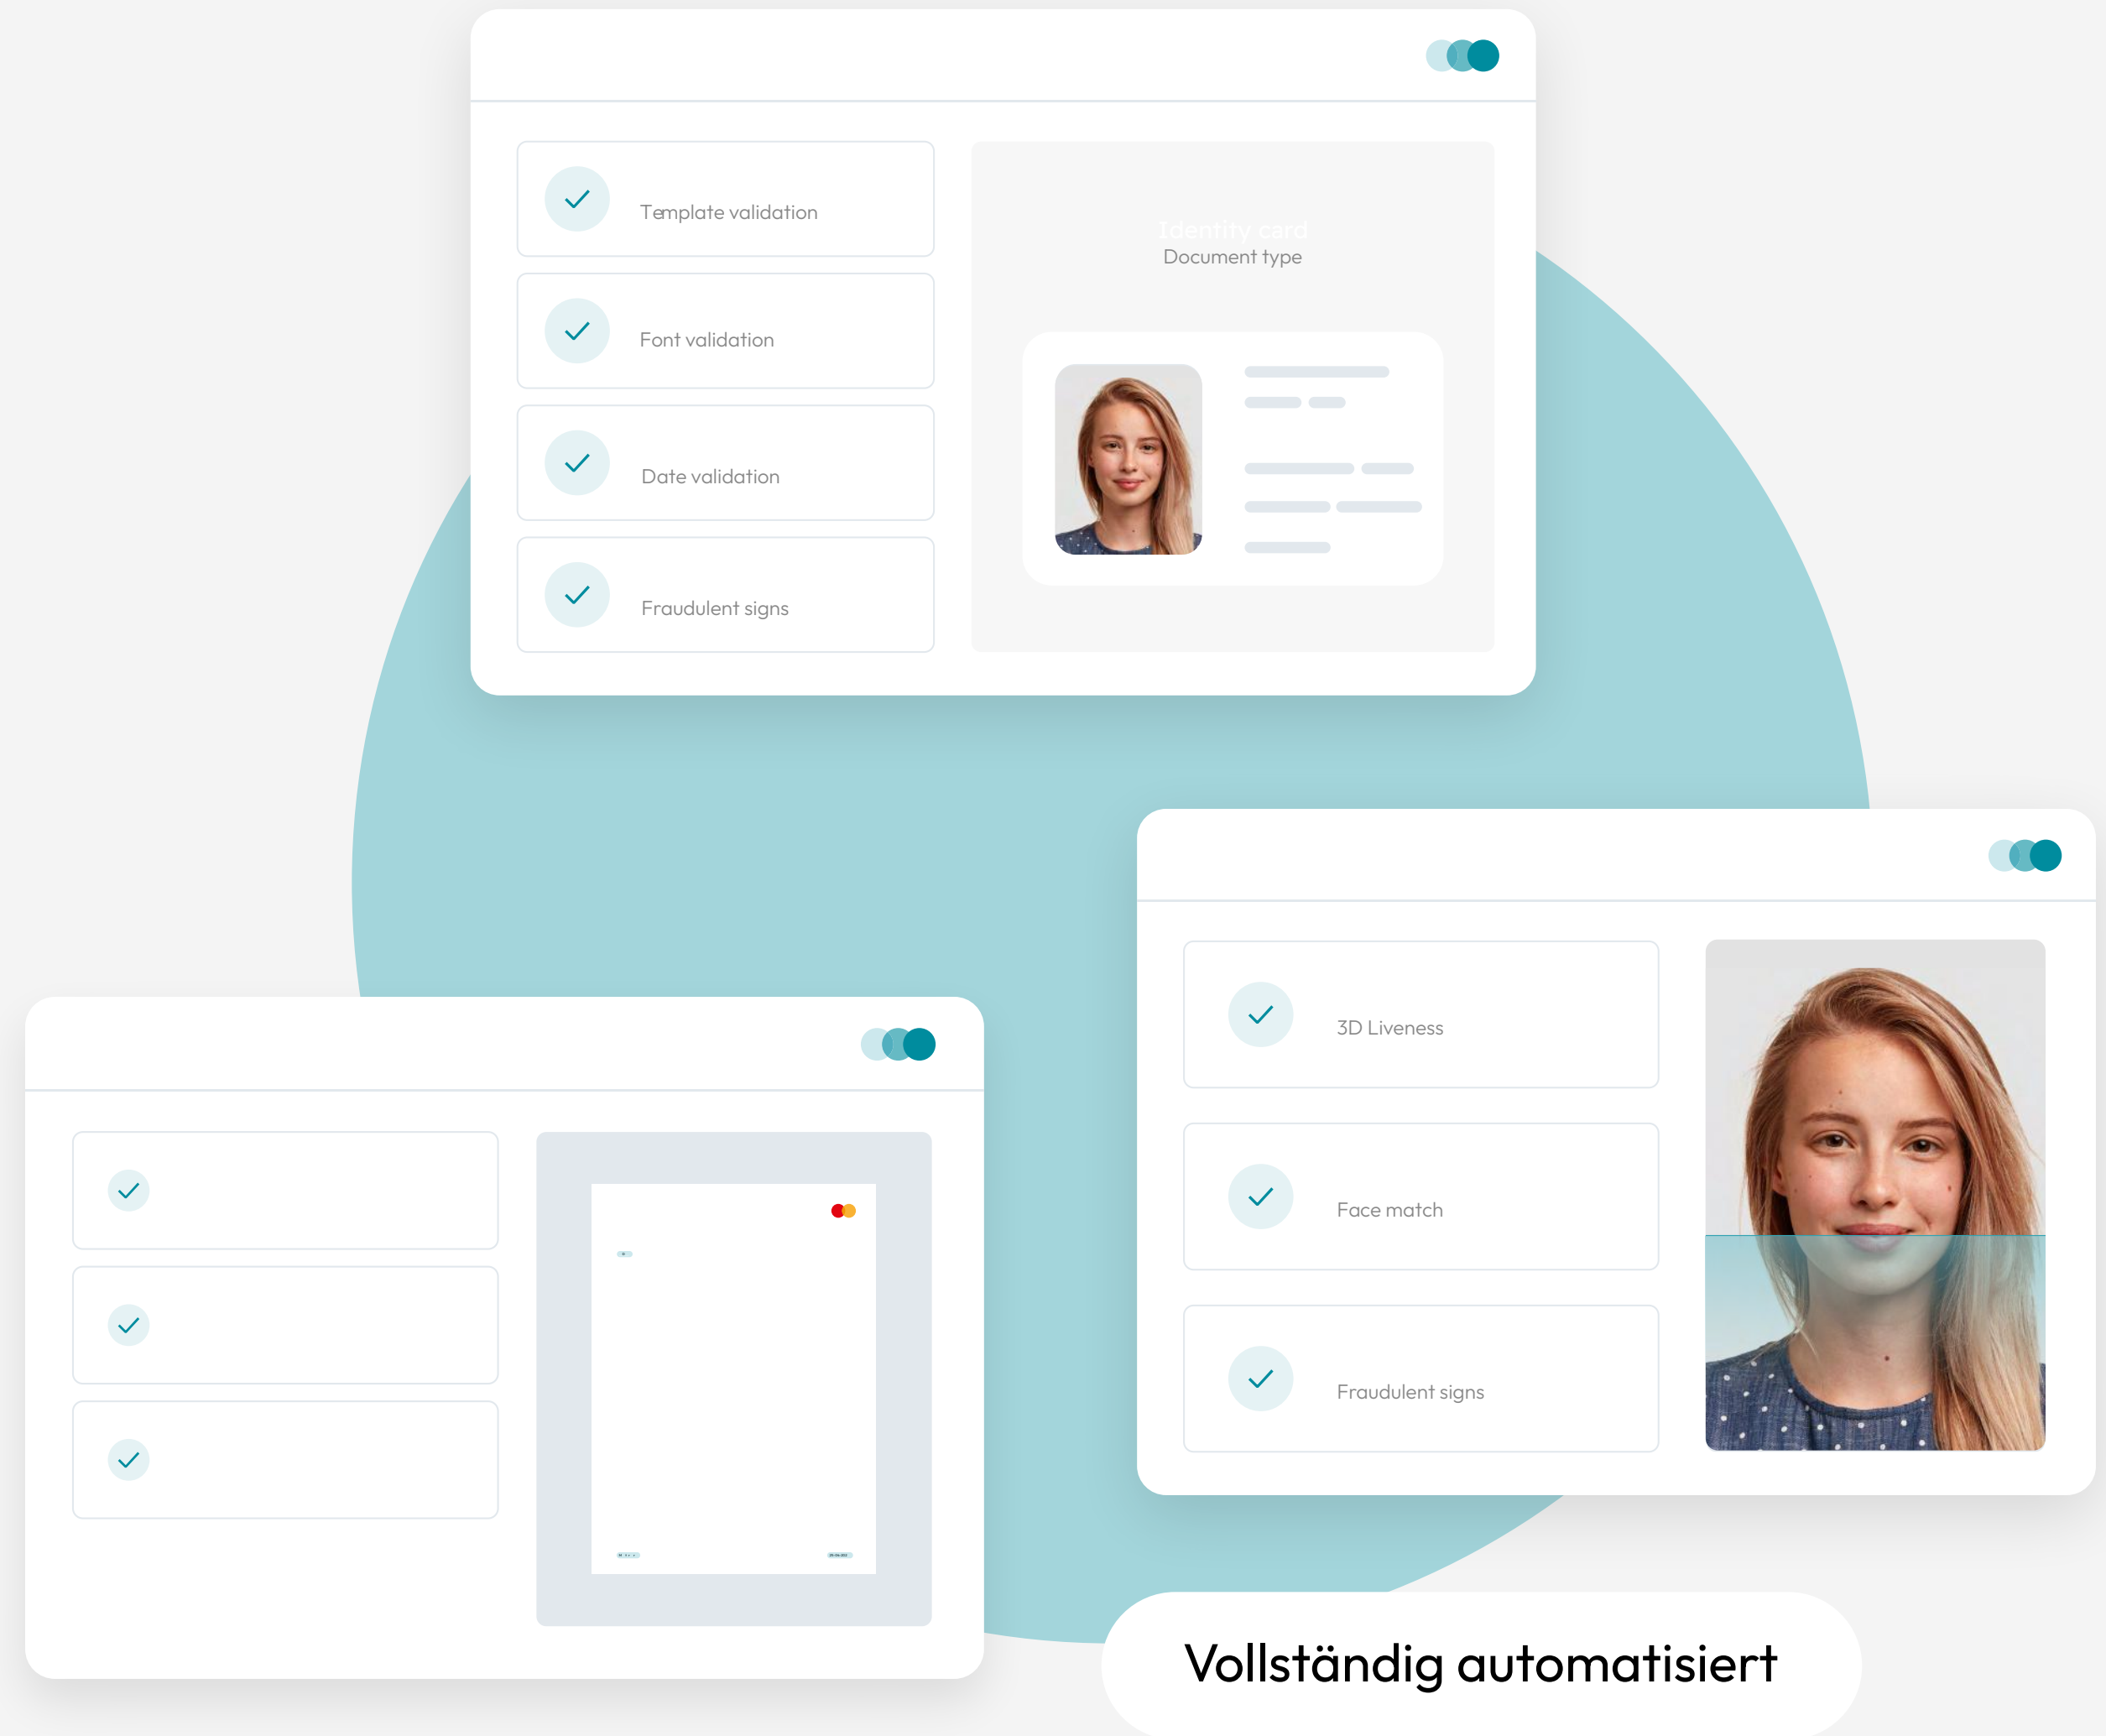 Template validation
Font validation
Date validation
Fraudulent signs
Identity card
Document type
3D Liveness
Face match
Fraudulent signs
Vollständig automatisiert